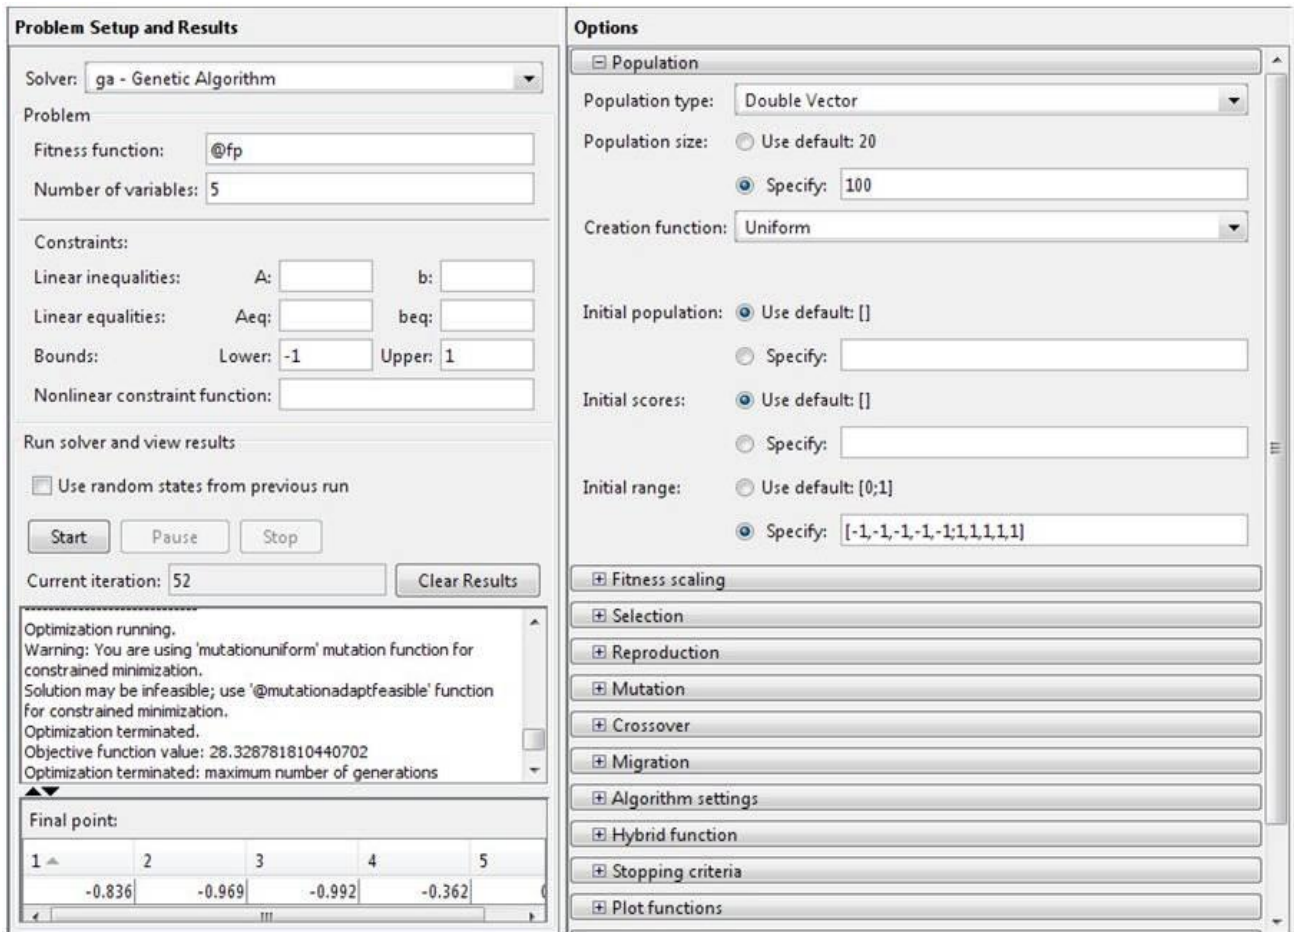 Problem Setup and Results
Solver: ga - Genetic Algorithm
Problem
Fitness function: @fp
Number of variables: 5
Constraints:
Linear inequalities: A: b:
Linear equalities: Aeq: beq:
Bounds: Lower: -1 Upper: 1
Nonlinear constraint function:
Run solver and view results
Use random states from previous run
Start Pause Stop
Current iteration: 52 Clear Results
Optimization running.
Warning: You are using 'mutationuniform' mutation function for
constrained minimization.
Solution may be infeasible; use '@mutationadaptfeasible' function
for constrained minimization.
Optimization terminated.
Objective function value: 28.328781810440702
Optimization terminated: maximum number of generations
Final point:
1 2 3 4 5
-0.836 -0.969 -0.992 -0.362
Options
Population
Population type: Double Vector
Population size: Use default: 20
Specify: 100
Creation function: Uniform
Initial population: Use default: []
Specify:
Initial scores: Use default: []
Specify:
Initial range: Use default: [0;1]
Specify: [-1,-1,-1,-1,-1;1,1,1,1,1]
Fitness scaling
Selection
Reproduction
Mutation
Crossover
Migration
Algorithm settings
Hybrid function
Stopping criteria
Plot functions